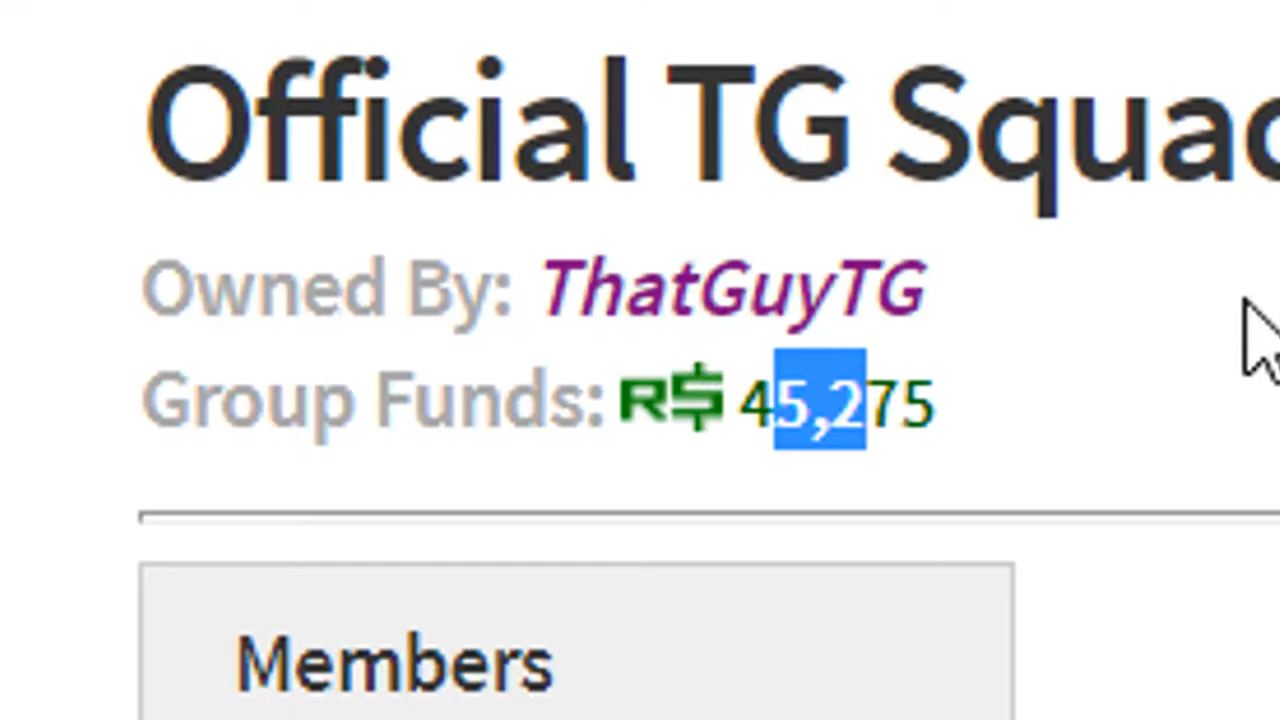 Official TG Squad
Owned By: ThatGuyTG
Group Funds: R$ 45,275
Members